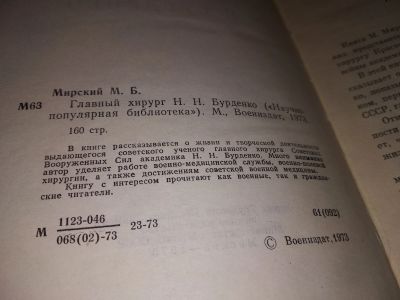 Мирский М. Б.
М63 Главный хирург Н. Н. Бурденко («Научно-
популярная библиотека»). М., Воениздат, 1973.
160 стр.
В книге рассказывается о жизни и творческой деятельности
выдающегося советского ученого главного хирурга Советских
Вооруженных Сил академика Н. Н. Бурденко. Много внимания
автор уделяет работе военно-медицинской службы, военно-полевой
хирургии, а также достижениям советской военной медицины.
Книгу с интересом прочитают как военные, так и граждан-
ские читатели.
1123-046
М 23-73
068(02)-73
61(092)
© Воениздат, 1973
Книга М.
В этой
СССР,